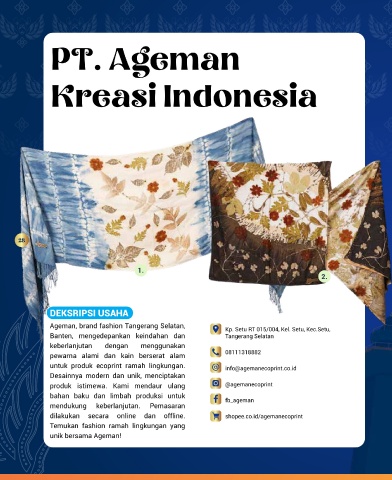 PT. Ageman
Kreasi Indonesia
28
1.
2.
DEKSRIPSI USAHA
Ageman, brand fashion Tangerang Selatan,
Banten, mengedepankan keindahan dan
keberlanjutan dengan menggunakan
pewarna alami dan kain berserat alam
untuk produk ecoprint ramah lingkungan.
Desainnya modern dan unik, menciptakan
produk istimewa. Kami mendaur ulang
bahan baku dan limbah produksi untuk
mendukung keberlanjutan. Pemasaran
dilakukan secara online dan offline.
Temukan fashion ramah lingkungan yang
unik bersama Ageman!
Kp. Setu RT 015/004, Kel. Setu, Kec.Setu,
Tangerang Selatan
08111318882
info@agemanecoprint.co.id
@agemanecoprint
fb_ageman
shopee.co.id/agemanecoprint